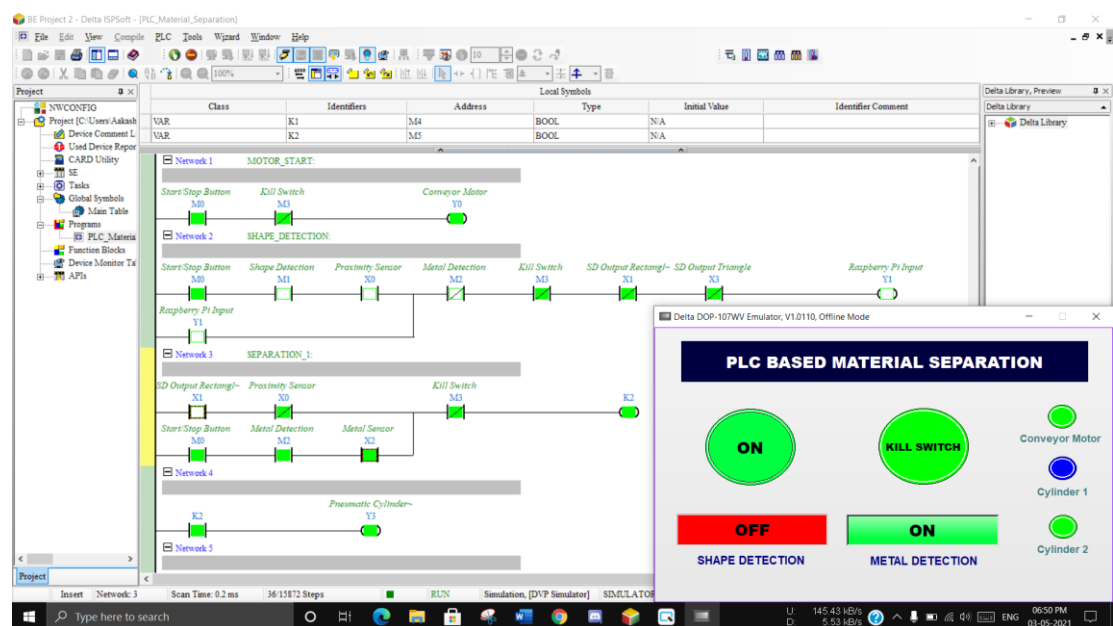 BE Project 2 - Delta ISPSoft - [PLC_Material_Separation]
File Edit View Compile PLC Tools Wizard Window Help
10
100%
Project
Local Symbols
Delta Library, Preview
NWCONFIG
Class Identifiers Address Type Initial Value Identifier Comment
Delta Library
Project [C:\Users\Aakash
VAR K1 M4 BOOL N/A
Delta Library
Device Comment L
VAR K2 M5 BOOL N/A
Used Device Repor
CARD Utility
SE
Tasks
Global Symbols
Main Table
Programs
PLC_Materia
Function Blocks
Device Monitor Ta
APIs
Network 1 MOTOR_START:
Start/Stop Button Kill Switch Conveyor Motor
M0 M3 Y0
Network 2 SHAPE_DETECTION:
Start/Stop Button Shape Detection Proximity Sensor Metal Detection Kill Switch SD Output Rectangl~ SD Output Triangle Raspberry Pi Input
M0 M1 X0 M2 M3 X1 X3 Y1
Raspberry Pi Input
Y1
Network 3 SEPARATION_1:
SD Output Rectangl~ Proximity Sensor Kill Switch
X1 X0 M3 K2
Start/Stop Button Metal Detection Metal Sensor
M0 M2 X2
Network 4
Pneumatic Cylinder~
K2 Y3
Network 5
Delta DOP-107WV Emulator, V1.0110, Offline Mode
PLC BASED MATERIAL SEPARATION
ON
KILL SWITCH
Conveyor Motor
Cylinder 1
OFF
ON
Cylinder 2
SHAPE DETECTION
METAL DETECTION
Project
Insert Network: 3 Scan Time: 0.2 ms 36/15872 Steps RUN Simulation, [DVP Simulator] SIMULATOR
Type here to search
U: 145.43 kB/s
D: 5.53 kB/s
ENG
06:50 PM
03-05-2021